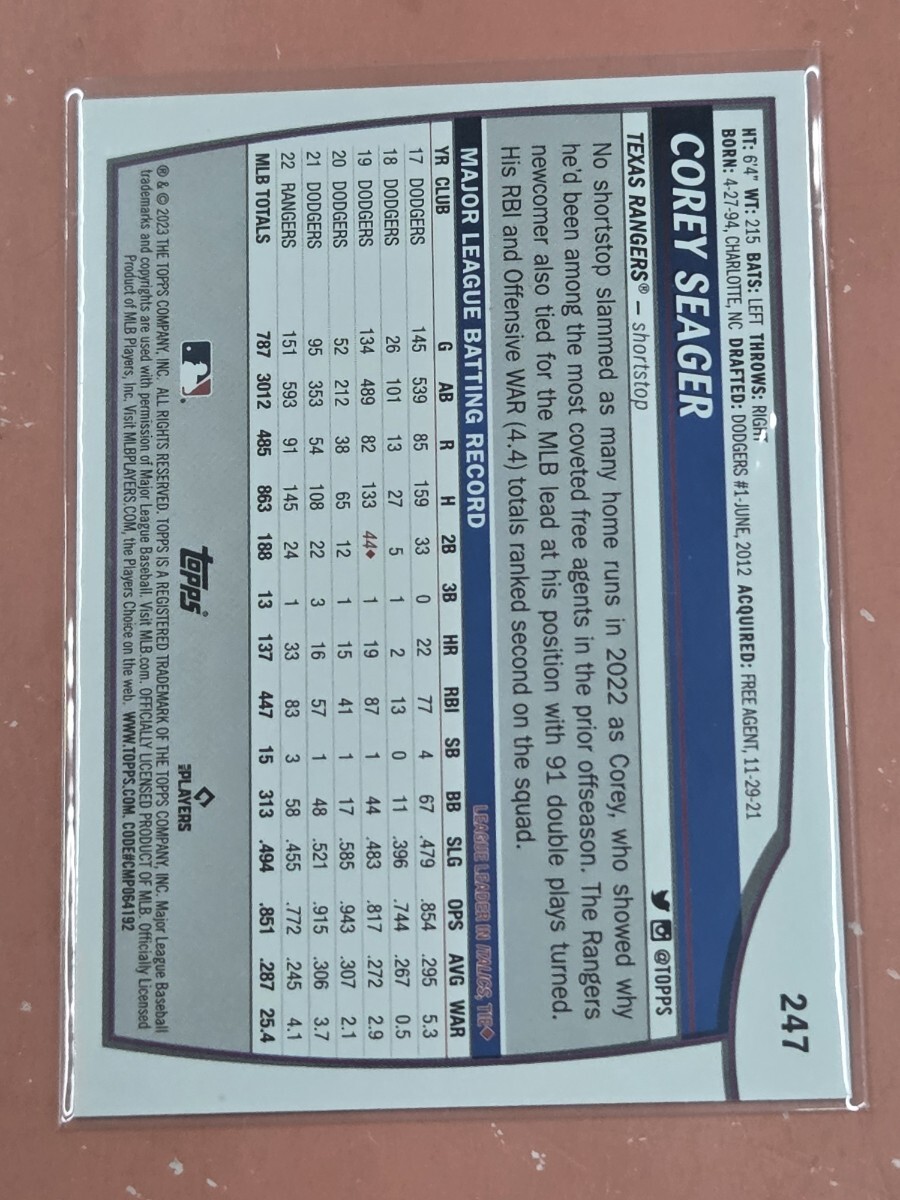 247
HT: 6'4" WT: 215 BATS: LEFT THROWS: RIGHT
BORN: 4-27-94, CHARLOTTE, NC DRAFTED: DODGERS #1-JUNE, 2012 ACQUIRED: FREE AGENT, 11-29-21
COREY SEAGER
TEXAS RANGERS® – shortstop @TOPPS
No shortstop slammed as many home runs in 2022 as Corey, who showed why
he'd been among the most coveted free agents in the prior offseason. The Rangers
newcomer also tied for the MLB lead at his position with 91 double plays turned.
His RBI and Offensive WAR (4.4) totals ranked second on the squad.
MAJOR LEAGUE BATTING RECORD LEAGUE LEADER IN ITALICS, TIE◆
YR CLUB G AB R H 2B 3B HR RBI SB BB SLG OPS AVG WAR
17 DODGERS 145 539 85 159 33 0 22 77 4 67 .479 .854 .295 5.3
18 DODGERS 26 101 13 27 5 1 2 13 0 11 .396 .744 .267 0.5
19 DODGERS 134 489 82 133 44◆ 1 19 87 1 44 .483 .817 .272 2.9
20 DODGERS 52 212 38 65 12 1 15 41 1 17 .585 .943 .307 2.1
21 DODGERS 95 353 54 108 22 3 16 57 1 48 .521 .915 .306 3.7
22 RANGERS 151 593 91 145 24 1 33 83 3 58 .455 .772 .245 4.1
MLB TOTALS 787 3012 485 863 188 13 137 447 15 313 .494 .851 .287 25.4
topps® MLB PLAYERS
® & © 2023 THE TOPPS COMPANY, INC. ALL RIGHTS RESERVED. TOPPS IS A REGISTERED TRADEMARK OF THE TOPPS COMPANY, INC. Major League Baseball
trademarks and copyrights are used with permission of Major League Baseball. Visit MLB.com. OFFICIALLY LICENSED PRODUCT OF MLB. Officially Licensed
Product of MLB Players, Inc. Visit MLBPLAYERS.COM, the Players Choice on the web. WWW.TOPPS.COM. CODE#CMP064192